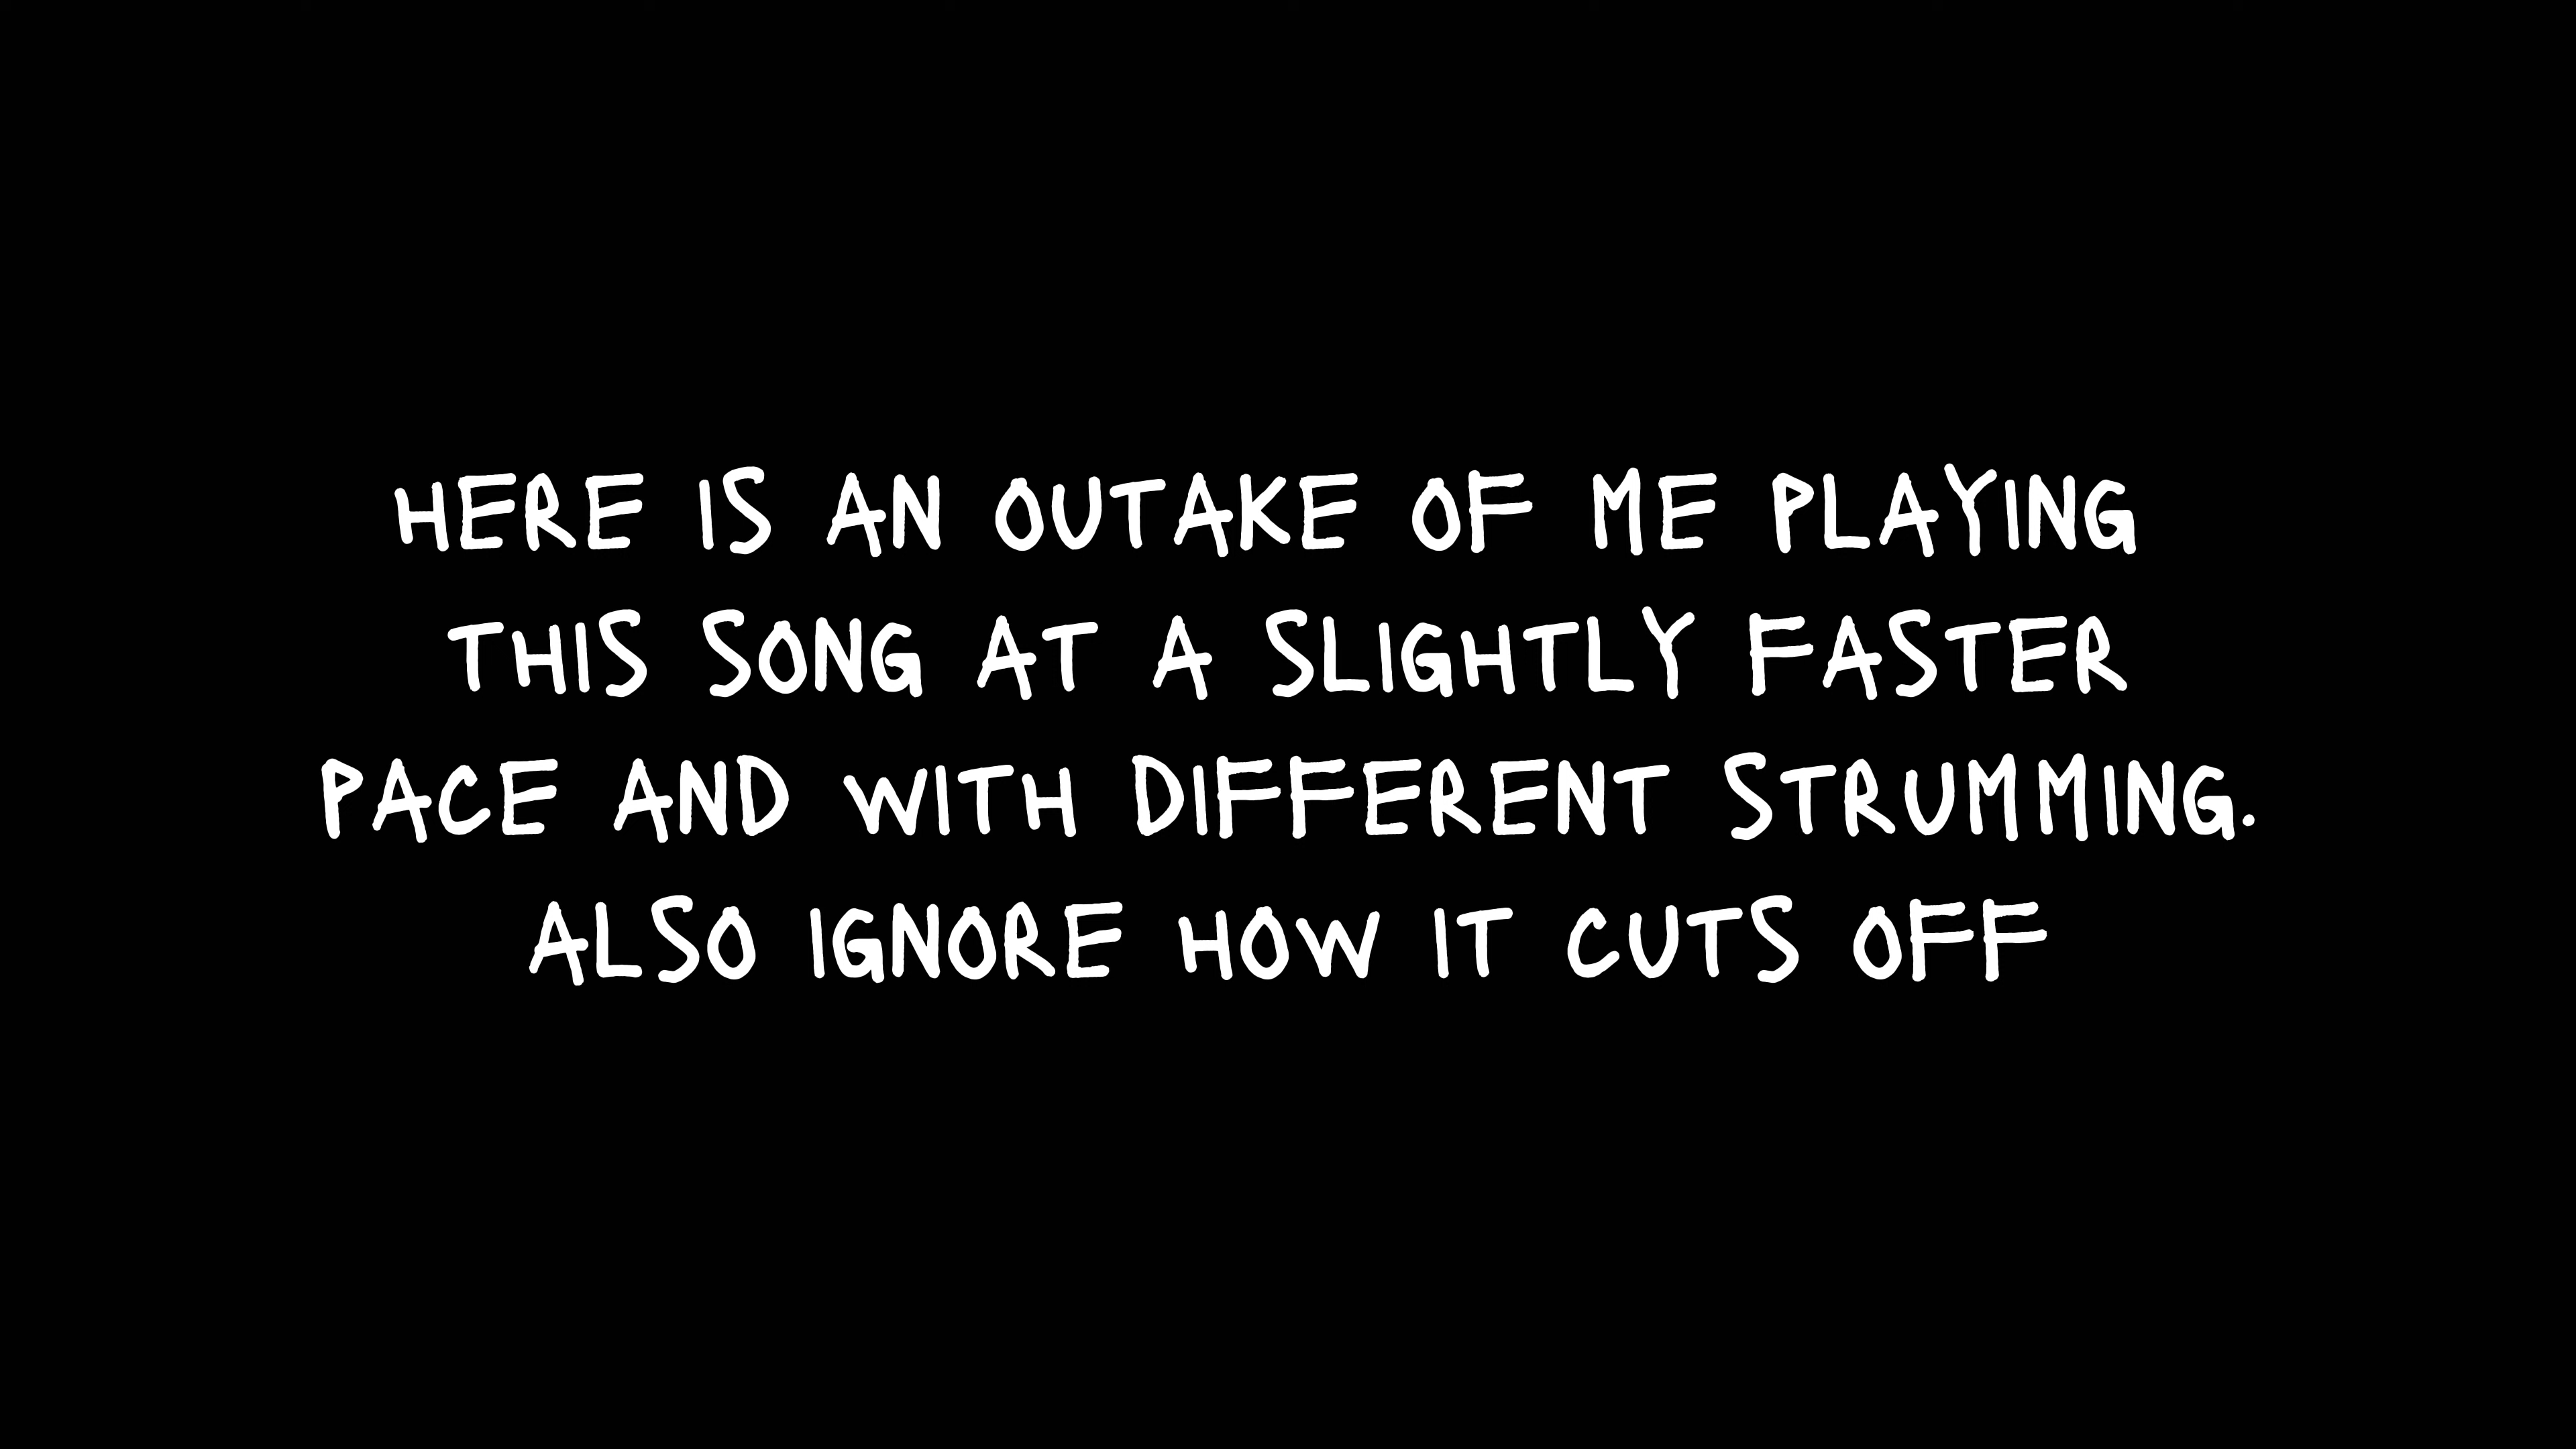 HERE IS AN OUTAKE OF ME PLAYING
THIS SONG AT A SLIGHTLY FASTER
PACE AND WITH DIFFERENT STRUMMING.
ALSO IGNORE HOW IT CUTS OFF